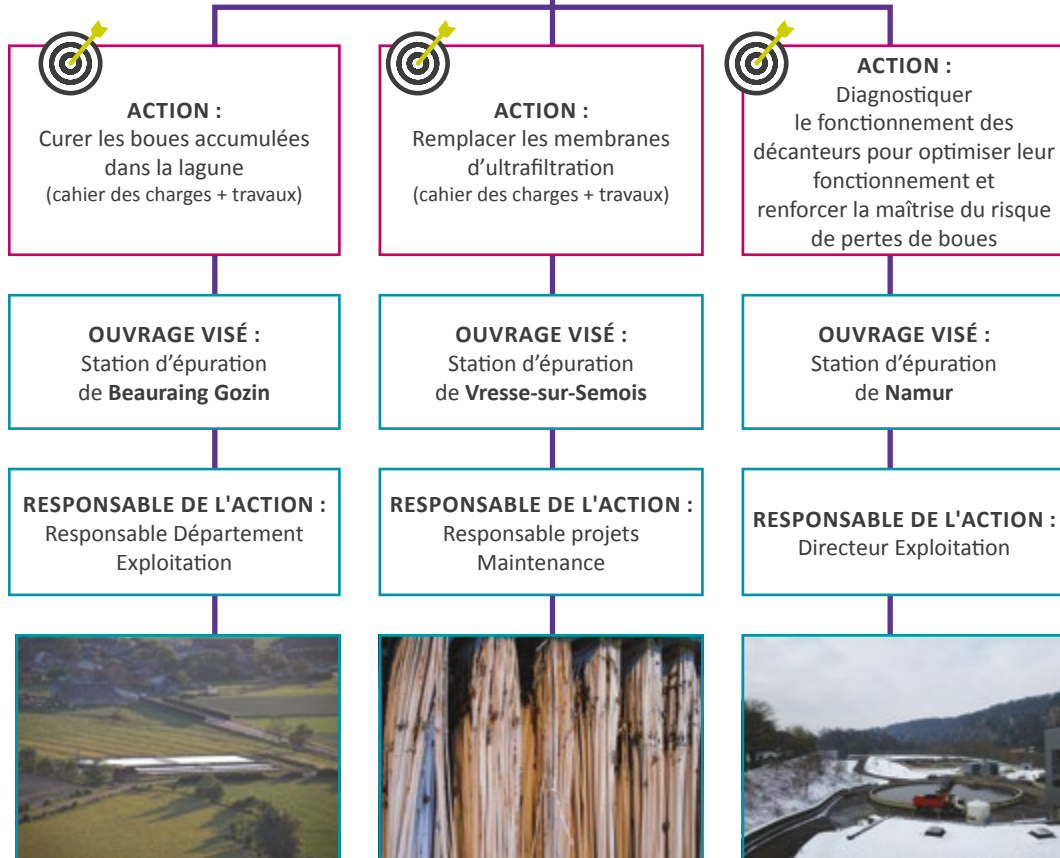 ACTION :
Curer les boues accumulées
dans la lagune
(cahier des charges + travaux)
OUVRAGE VISÉ :
Station d'épuration
de Beauraing Gozin
RESPONSABLE DE L'ACTION :
Responsable Département
Exploitation
ACTION :
Remplacer les membranes
d'ultrafiltration
(cahier des charges + travaux)
OUVRAGE VISÉ :
Station d'épuration
de Vresse-sur-Semois
RESPONSABLE DE L'ACTION :
Responsable projets
Maintenance
ACTION :
Diagnostiquer
le fonctionnement des
décanteurs pour optimiser leur
fonctionnement et
renforcer la maîtrise du risque
de pertes de boues
OUVRAGE VISÉ :
Station d'épuration
de Namur
RESPONSABLE DE L'ACTION :
Directeur Exploitation